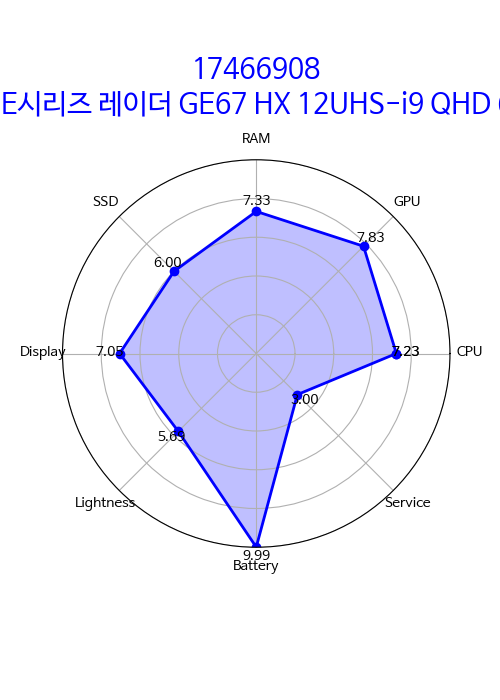 17466908
E시리즈 레이더 GE67 HX 12UHS-i9 QHD
RAM
SSD
GPU
7.33
7.83
6.00
Display
7.05
7.23
CPU
5.69
3.00
Lightness
Service
9.99
Battery